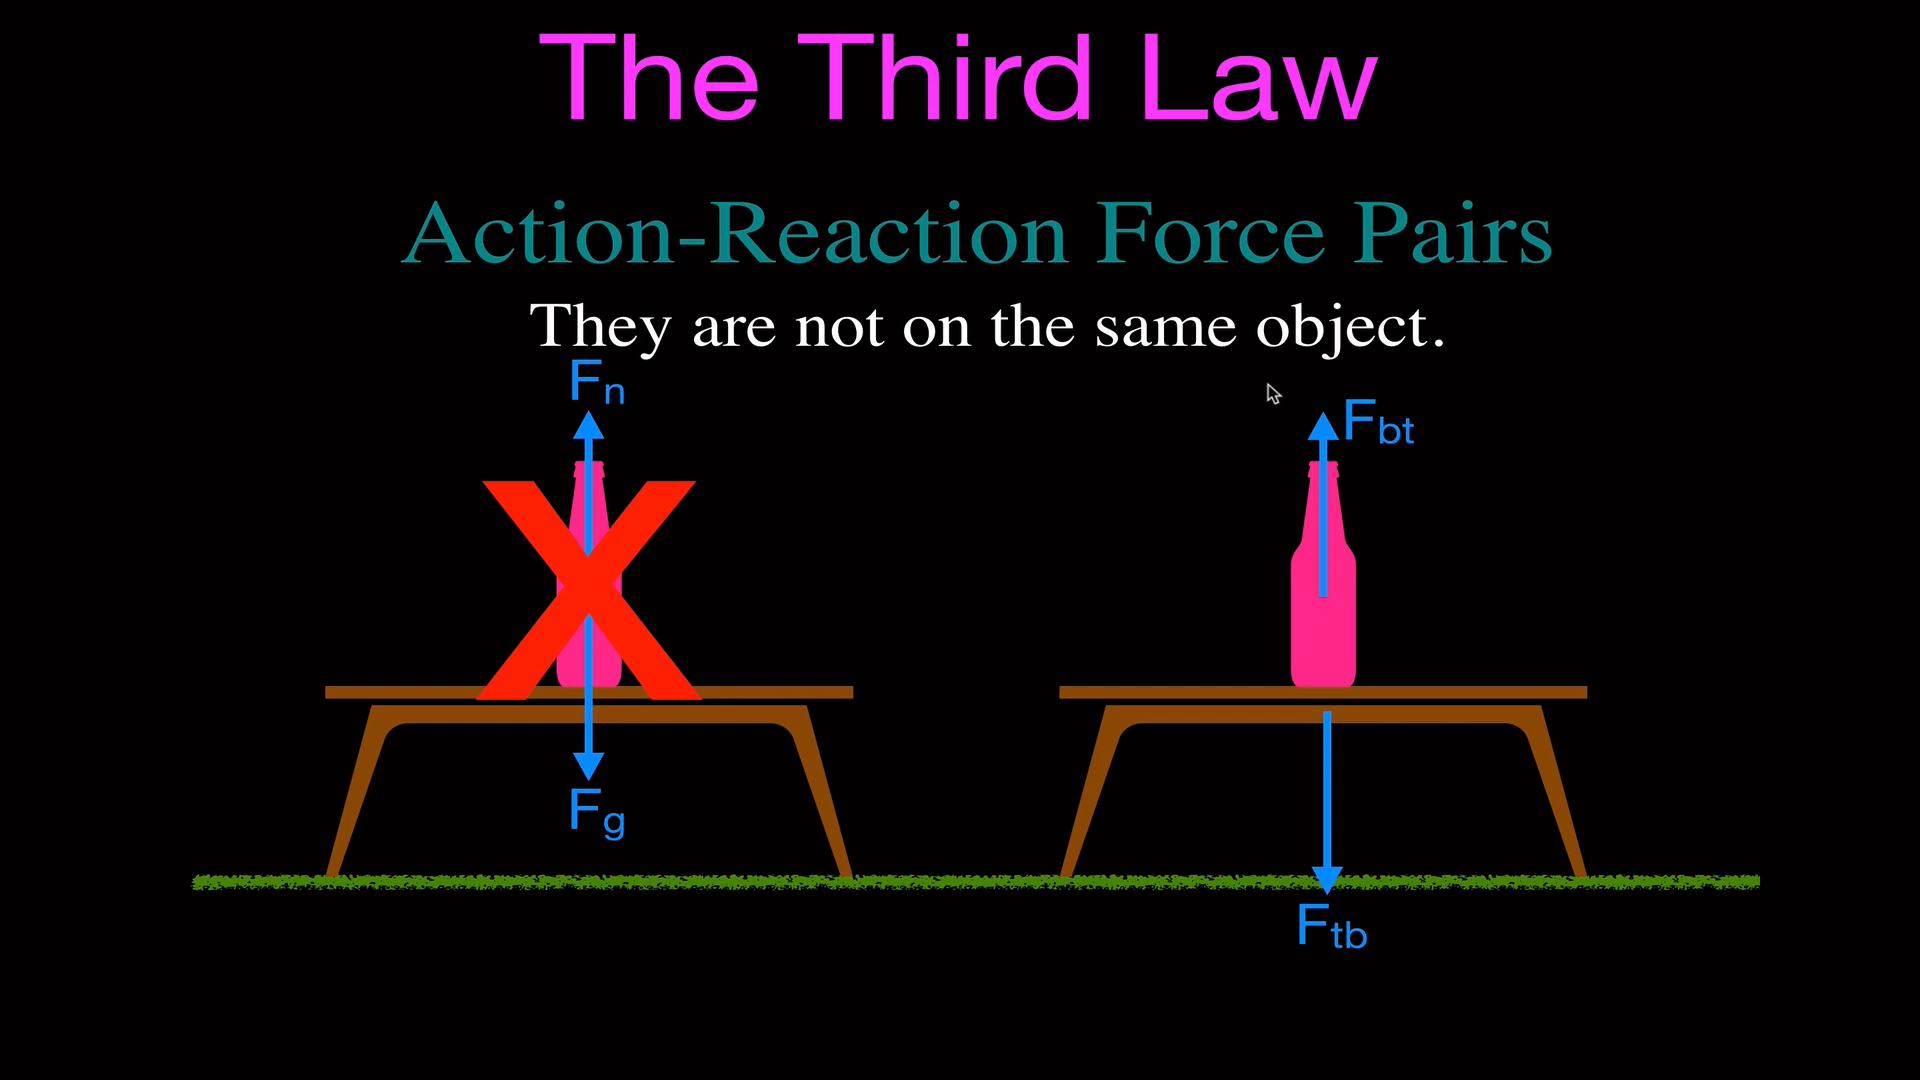 The Third Law
Action-Reaction Force Pairs
They are not on the same object.
Fn
Fbt
Fg
Ftb